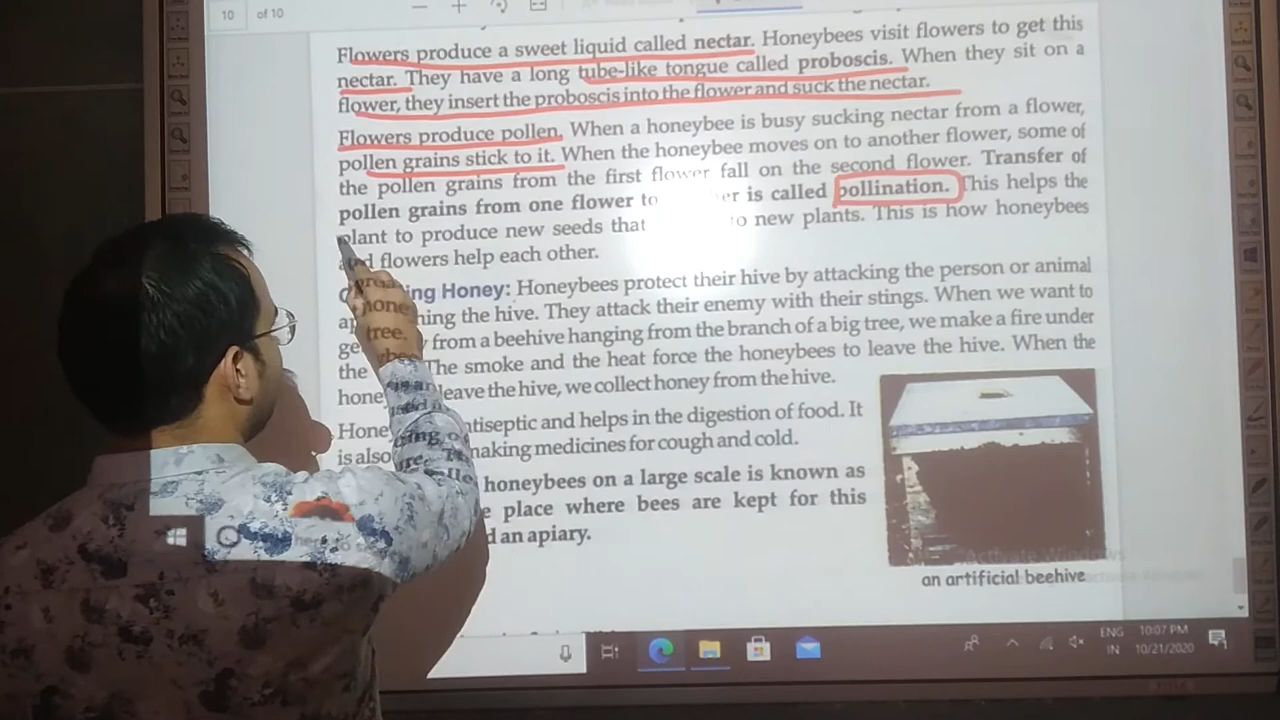 10 of 10
Flowers produce a sweet liquid called nectar. Honeybees visit flowers to get this
nectar. They have a long tube-like tongue called proboscis. When they sit on a
flower, they insert the proboscis into the flower and suck the nectar.
Flowers produce pollen. When a honeybee is busy sucking nectar from a flower,
pollen grains stick to it. When the honeybee moves on to another flower, some of
the pollen grains from the first flower fall on the second flower. Transfer of
pollen grains from one flower to is called pollination. This helps the
plant to produce new seeds that to new plants. This is how honeybees
and flowers help each other.
Honey: Honeybees protect their hive by attacking the person or animal
the hive. They attack their enemy with their stings. When we want to
from a beehive hanging from the branch of a big tree, we make a fire under
the The smoke and the heat force the honeybees to leave the hive. When the
leave the hive, we collect honey from the hive.
and helps in the digestion of food. It
is also making medicines for cough and cold.
honeybees on a large scale is known as
place where bees are kept for this
an apiary.
an artificial beehive
Activate Windows
ENG 10:07 PM
IN 10/21/2020